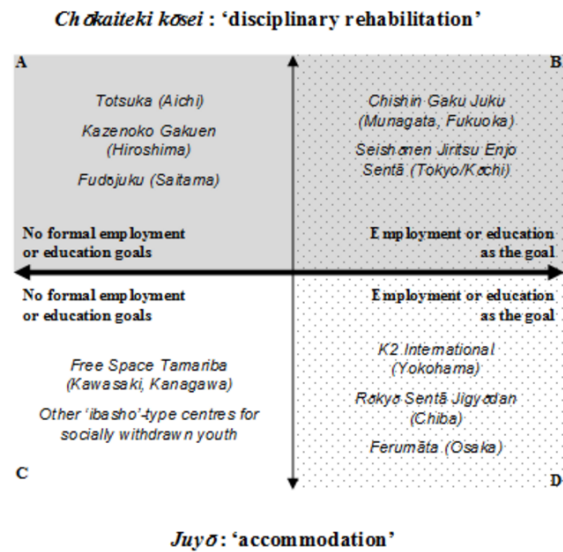 Chōkaiteki kōsei : ‘disciplinary rehabilitation’
A
B
Totsuka (Aichi)
Kazenoko Gakuen
(Hiroshima)
Fudōjuku (Saitama)
Chishin Gaku Juku
(Munagata, Fukuoka)
Seishōnen Jiritsu Enjo
Sentā (Tokyo/Kōchi)
No formal employment
or education goals
Employment or education
as the goal
No formal employment
or education goals
Employment or education
as the goal
Free Space Tamariba
(Kawasaki, Kanagawa)
Other ‘ibasho’-type centres for
socially withdrawn youth
K2 International
(Yokohama)
Rōkyō Sentā Jigyōdan
(Chiba)
Ferumāta (Osaka)
C
D
Juyō : ‘accommodation’